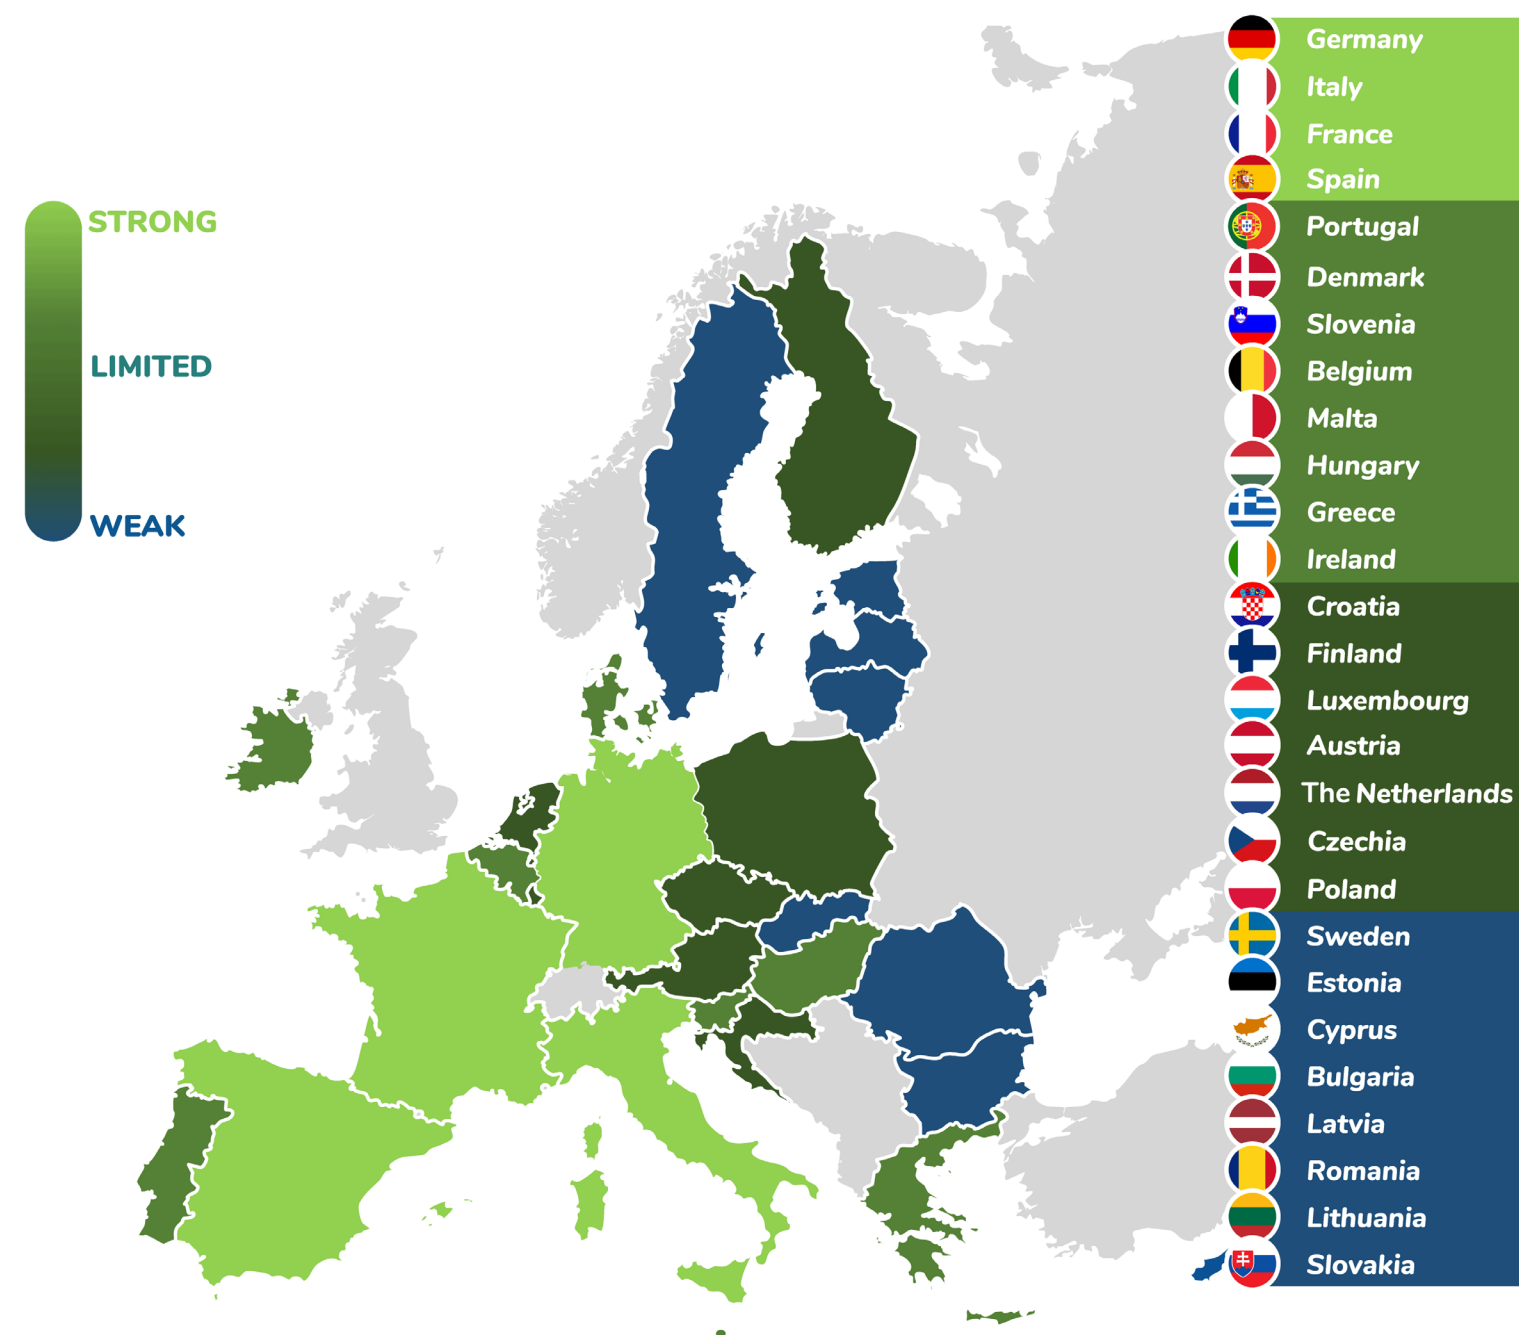 STRONG
LIMITED
WEAK
Germany
Italy
France
Spain
Portugal
Denmark
Slovenia
Belgium
Malta
Hungary
Greece
Ireland
Croatia
Finland
Luxembourg
Austria
The Netherlands
Czechia
Poland
Sweden
Estonia
Cyprus
Bulgaria
Latvia
Romania
Lithuania
Slovakia